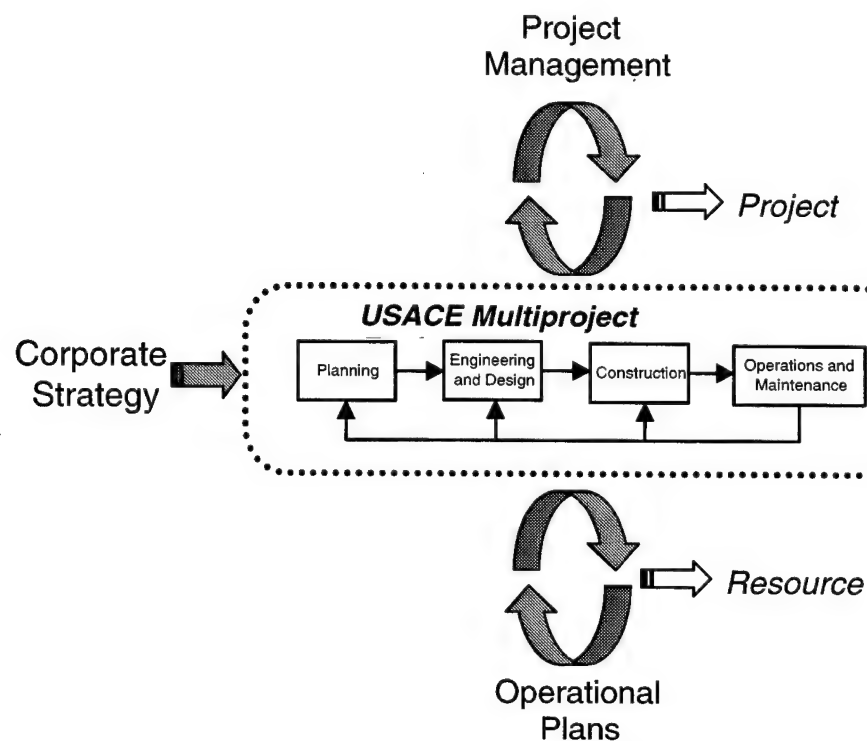 Project
Management
Project
USACE Multiproject
Corporate
Strategy
Planning
Engineering
and Design
Construction
Operations and
Maintenance
Resource
Operational
Plans